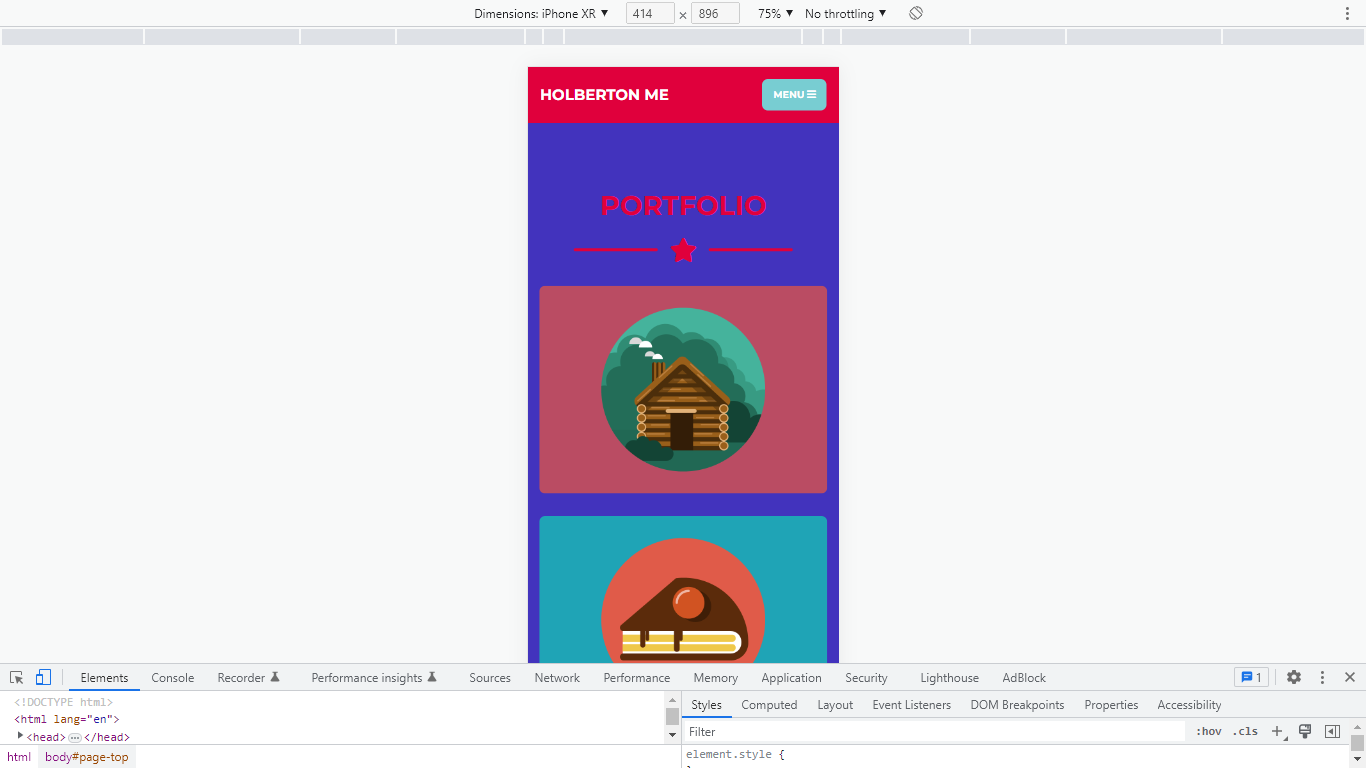 Dimensions: iPhone XR ▼ 414 × 896 75% ▼ No throttling ▼
HOLBERTON ME
MENU
PORTFOLIO
Elements Console Recorder Performance insights Sources Network Performance Memory Application Security Lighthouse AdBlock 1
<!DOCTYPE html>
<html lang="en">
<head> … </head>
html body#page-top
Styles Computed Layout Event Listeners DOM Breakpoints Properties Accessibility
Filter :hov .cls +
element.style {
}